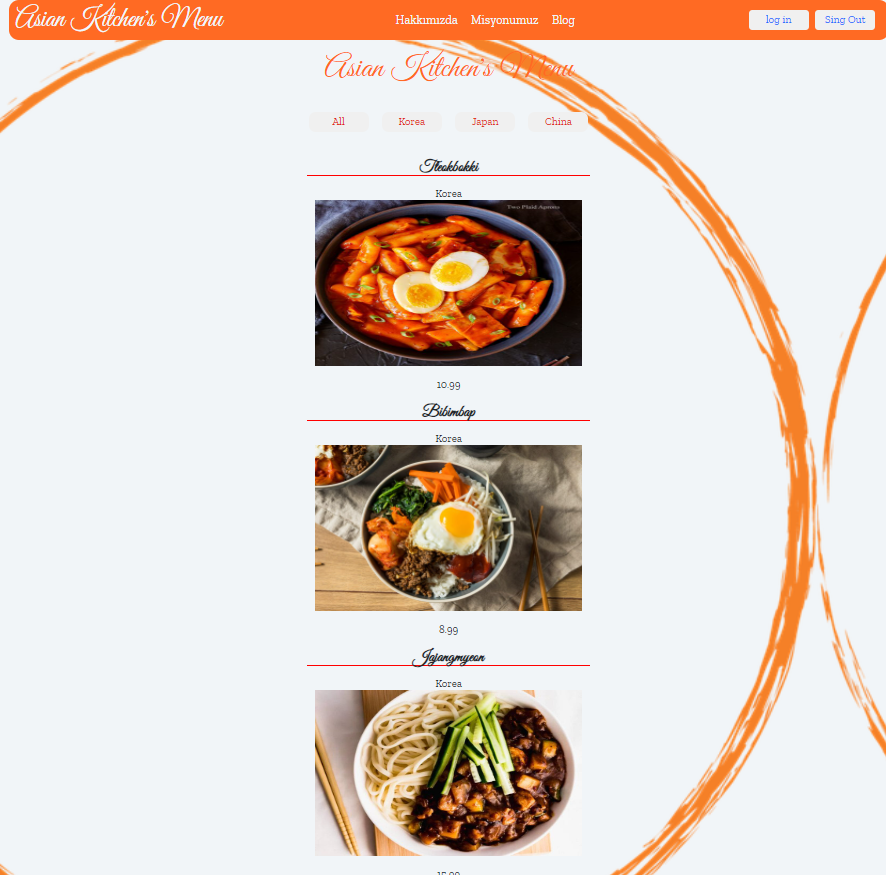 Asian Kitchen's Menu
Hakkımızda Misyonumuz Blog
log in Sing Out
Asian Kitchen's Menu
All Korea Japan China
Tteokbokki
Korea
Two Plaid Aprons
10.99
Bibimbap
Korea
8.99
Jajangmyeon
Korea
15.99